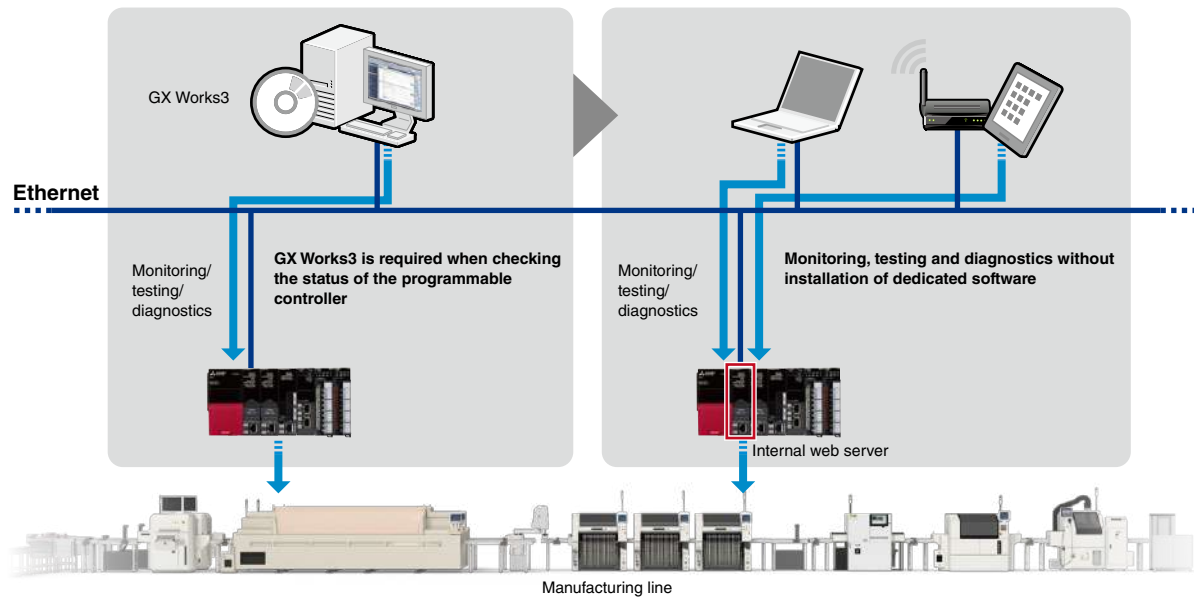 GX Works3
Ethernet
Monitoring/
testing/
diagnostics
GX Works3 is required when checking
the status of the programmable
controller
Monitoring/
testing/
diagnostics
Monitoring, testing and diagnostics without
installation of dedicated software
Internal web server
Manufacturing line